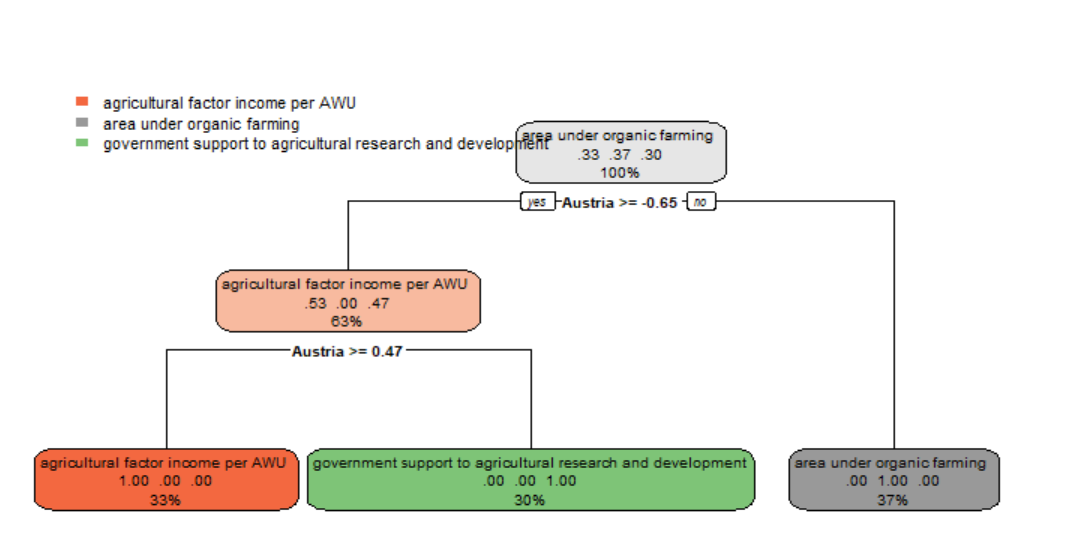 agricultural factor income per AWU
area under organic farming
government support to agricultural research and development
area under organic farming
.33 .37 .30
100%
yes Austria >= -0.65 no
agricultural factor income per AWU
.53 .00 .47
63%
Austria >= 0.47
agricultural factor income per AWU
1.00 .00 .00
33%
government support to agricultural research and development
.00 .00 1.00
30%
area under organic farming
.00 1.00 .00
37%